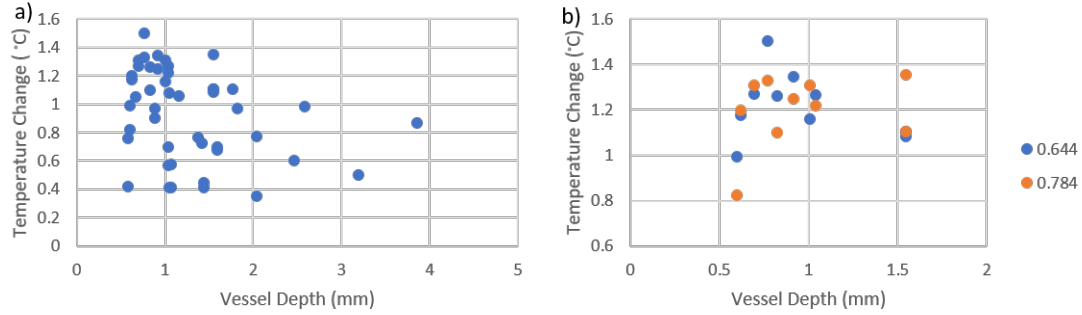 a)
Temperature Change (°C)
1.6
1.4
1.2
1
0.8
0.6
0.4
0.2
0
0 1 2 3 4 5
Vessel Depth (mm)
b)
Temperature Change (°C)
1.6
1.4
1.2
1
0.8
0.6
0 0.5 1 1.5 2
Vessel Depth (mm)
0.644
0.784